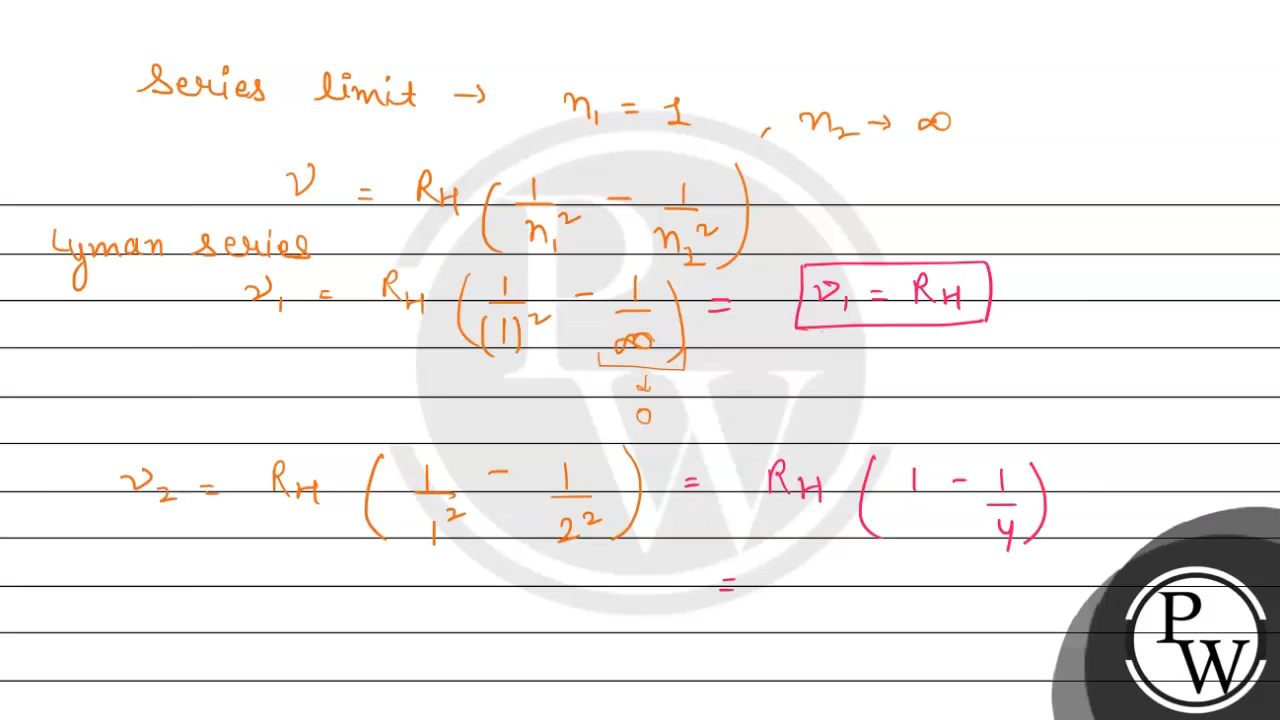 Series limit → n₁ = 1 , n₂ → ∞
ν = R_H (1/n₁² − 1/n₂²)
Lyman series
ν₁ = R_H (1/(1)² − 1/∞) = ν₁ = R_H
↓
0
ν₂ = R_H (1/1² − 1/2²) = R_H (1 − 1/4)
=
PW
PW